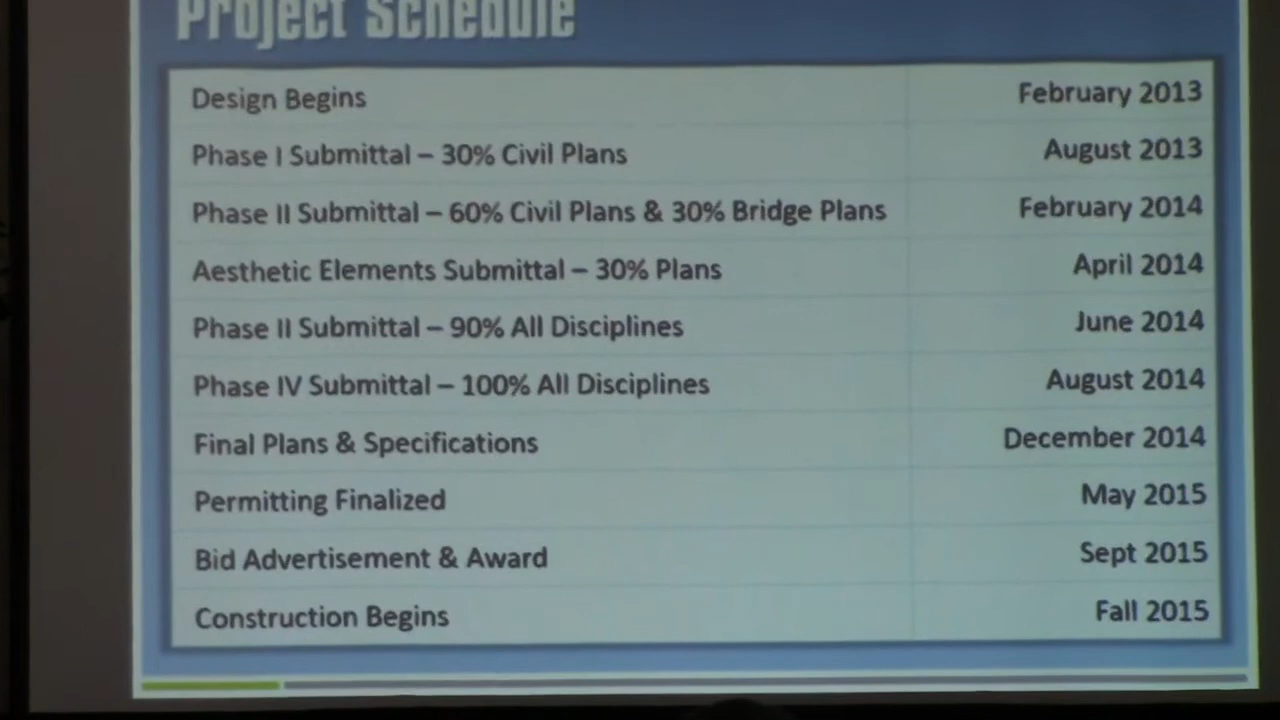 Project Schedule
Design Begins February 2013
Phase I Submittal – 30% Civil Plans August 2013
Phase II Submittal – 60% Civil Plans & 30% Bridge Plans February 2014
Aesthetic Elements Submittal – 30% Plans April 2014
Phase II Submittal – 90% All Disciplines June 2014
Phase IV Submittal – 100% All Disciplines August 2014
Final Plans & Specifications December 2014
Permitting Finalized May 2015
Bid Advertisement & Award Sept 2015
Construction Begins Fall 2015